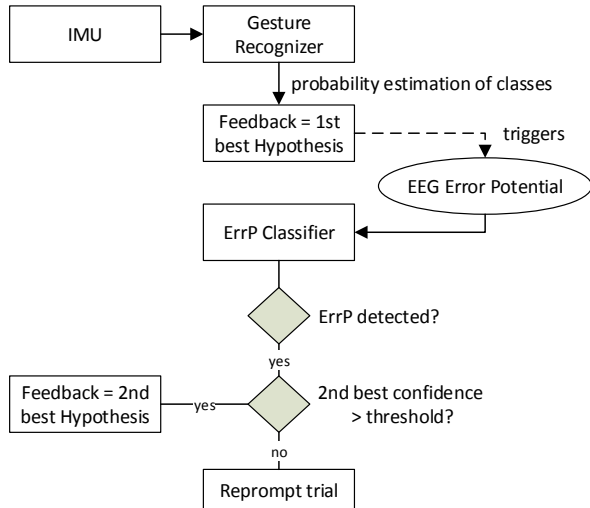 IMU
Gesture
Recognizer
probability estimation of classes
Feedback = 1st
best Hypothesis
triggers
EEG Error Potential
ErrP Classifier
ErrP detected?
yes
Feedback = 2nd
best Hypothesis
yes
2nd best confidence
> threshold?
no
Reprompt trial